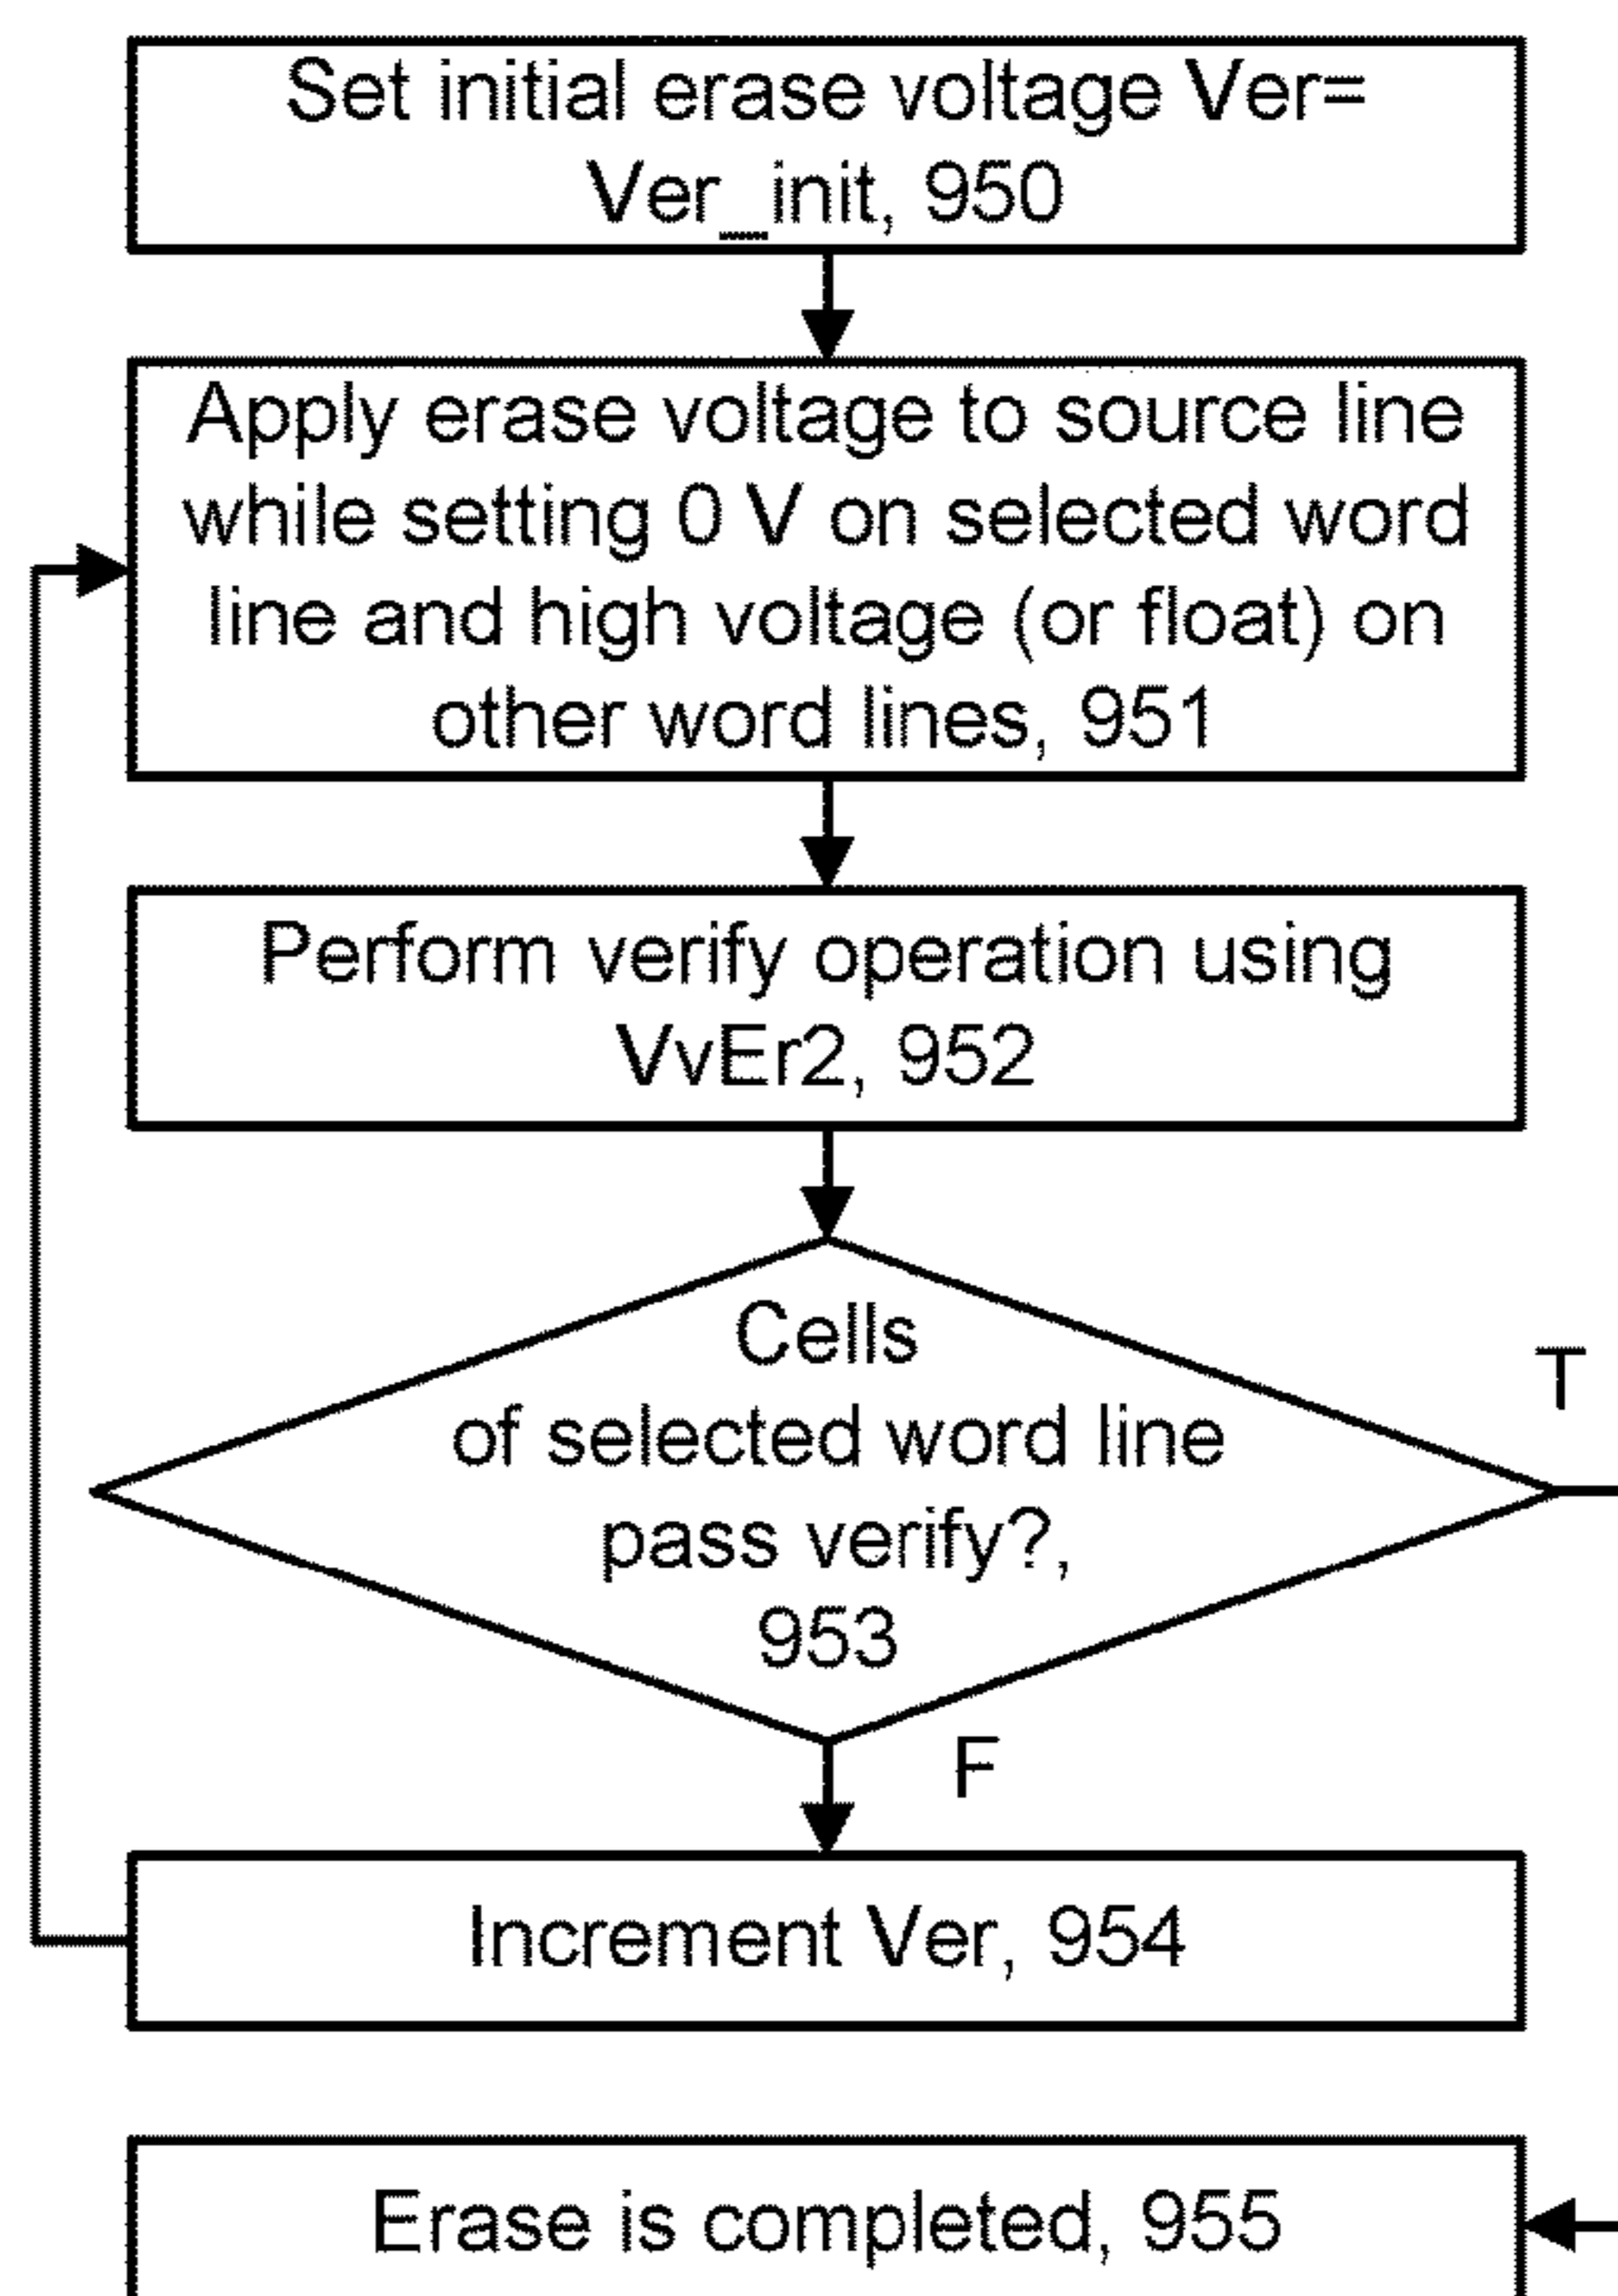 Set initial erase voltage Ver=
Ver_init, 950
Apply erase voltage to source line
while setting 0 V on selected word
line and high voltage (or float) on
other word lines, 951
Perform verify operation using
VvEr2, 952
Cells
of selected word line
pass verify?,
953
T
F
Increment Ver, 954
Erase is completed, 955